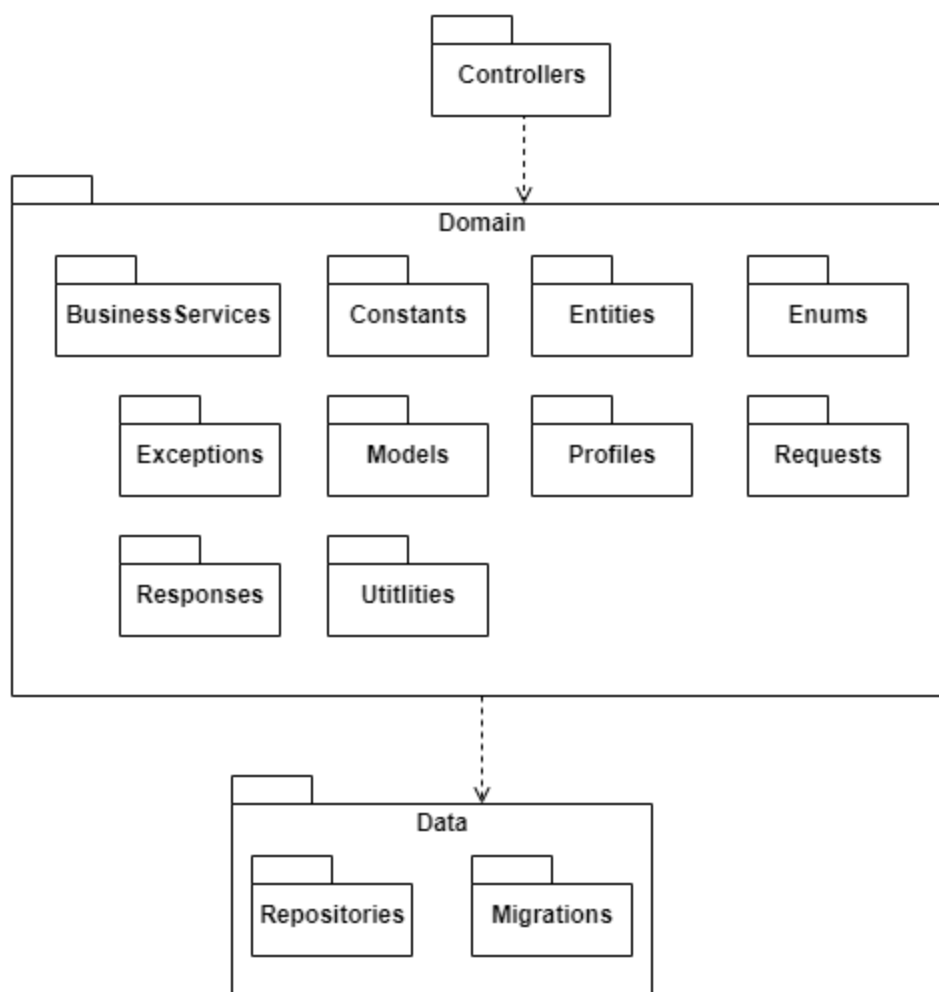 Controllers
Domain
BusinessServices
Constants
Entities
Enums
Exceptions
Models
Profiles
Requests
Responses
Utitlities
Data
Repositories
Migrations